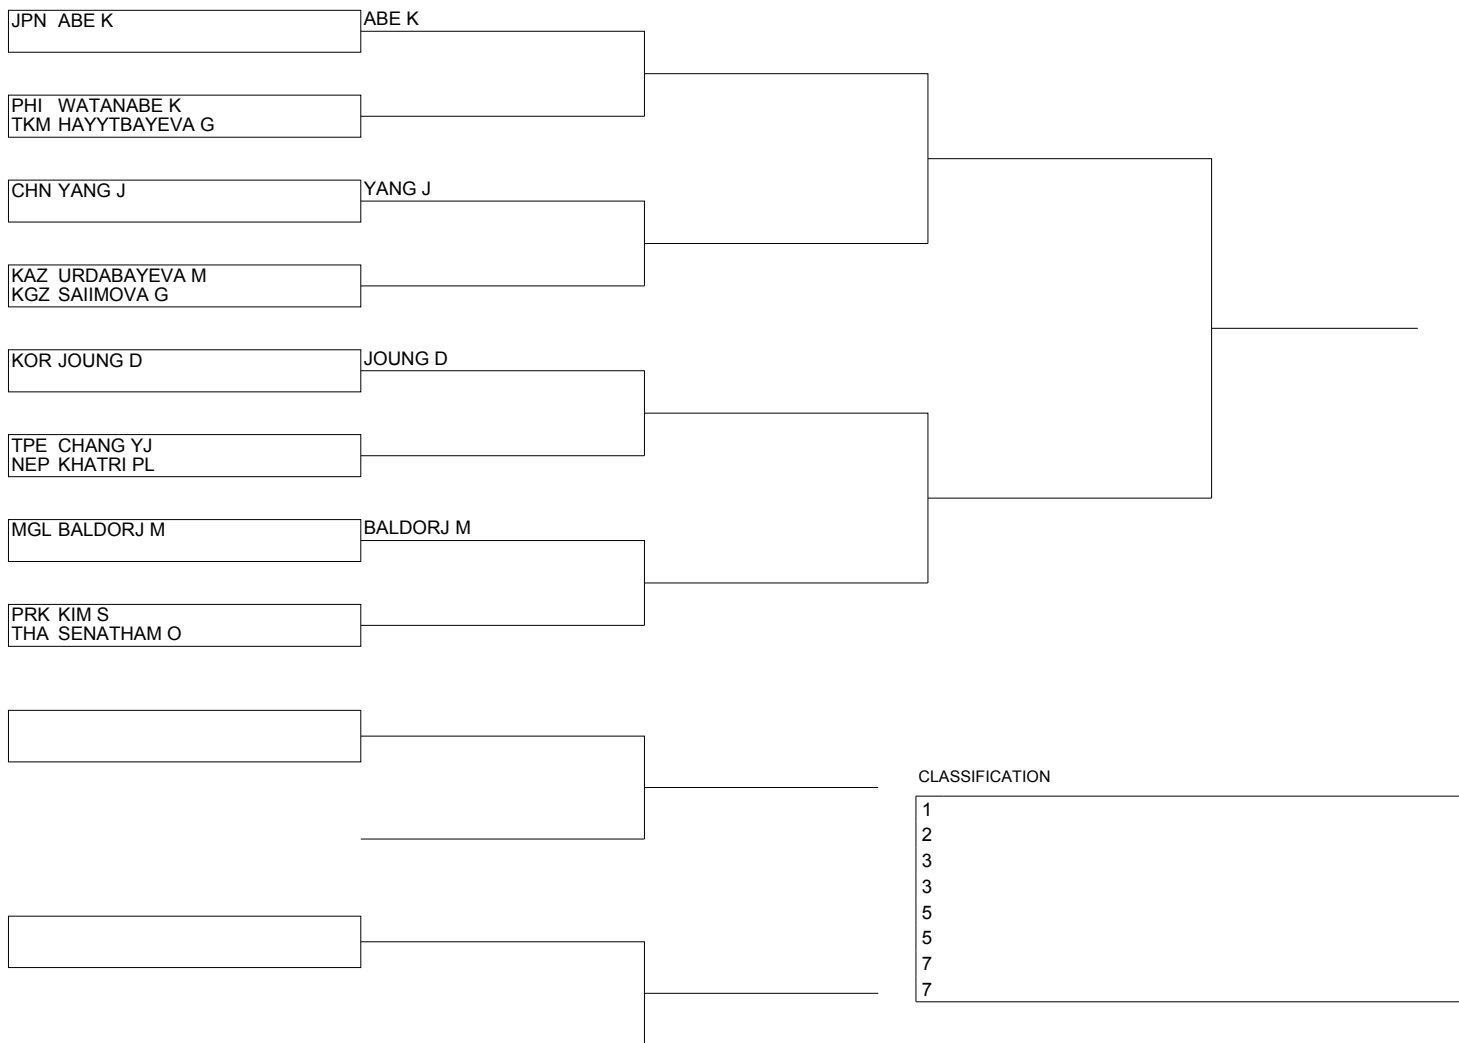 JPN ABE K
ABE K
PHI WATANABE K
TKM HAYYTBAYEVA G
CHN YANG J
YANG J
KAZ URDABAYEVA M
KGZ SAIIMOVA G
KOR JOUNG D
JOUNG D
TPE CHANG YJ
NEP KHATRI PL
MGL BALDORJ M
BALDORJ M
PRK KIM S
THA SENATHAM O
CLASSIFICATION
1
2
3
3
5
5
7
7